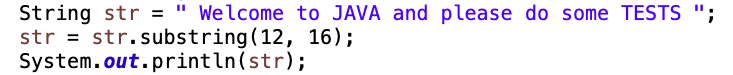 String str = " Welcome to JAVA and please do some TESTS ";
str = str.substring(12, 16);
System.out.println(str);